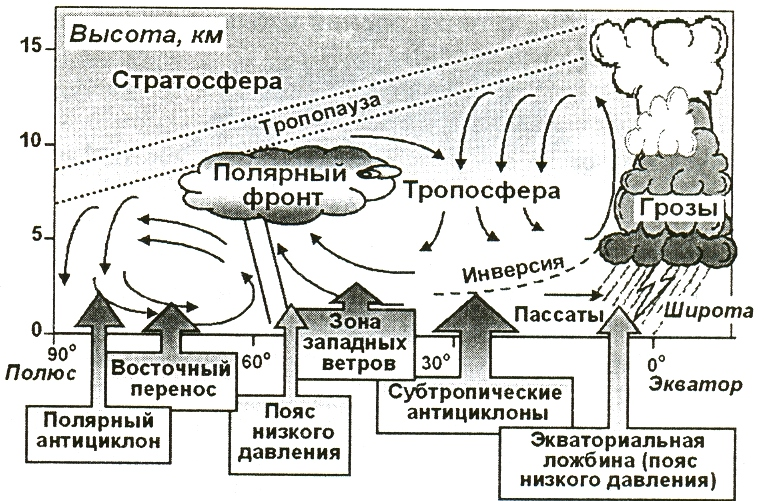 Высота, км
15
10
5
0
Стратосфера
Тропопауза
Полярный
фронт
Тропосфера
Грозы
Инверсия
Пассаты
Широта
90°
60°
30°
0°
Полюс
Экватор
Восточный
перенос
Зона
западных
ветров
Полярный
антициклон
Пояс
низкого
давления
Субтропические
антициклоны
Экваториальная
ложбина (пояс
низкого давления)